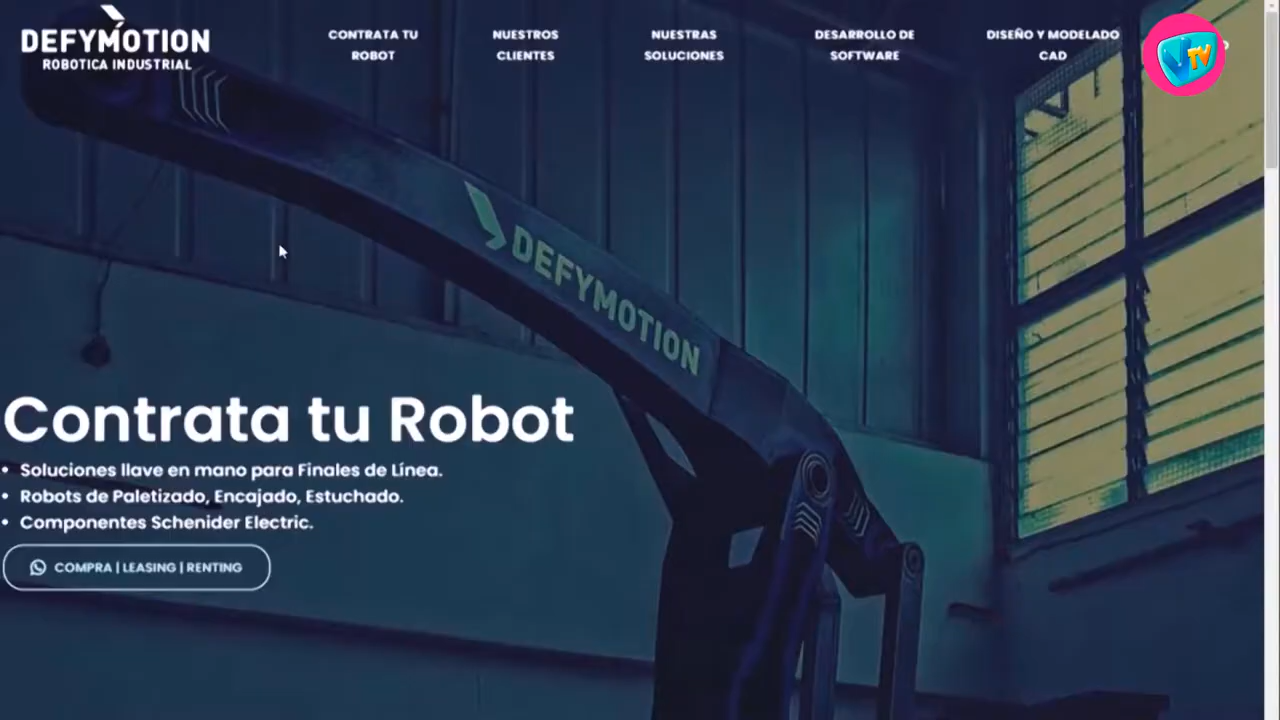 DEFYMOTION
ROBOTICA INDUSTRIAL
CONTRATA TU
ROBOT
NUESTROS
CLIENTES
NUESTRAS
SOLUCIONES
DESARROLLO DE
SOFTWARE
DISEÑO Y MODELADO
CAD
VTV
DEFYMOTION
Contrata tu Robot
• Soluciones llave en mano para Finales de Línea.
• Robots de Paletizado, Encajado, Estuchado.
• Componentes Schenider Electric.
COMPRA | LEASING | RENTING